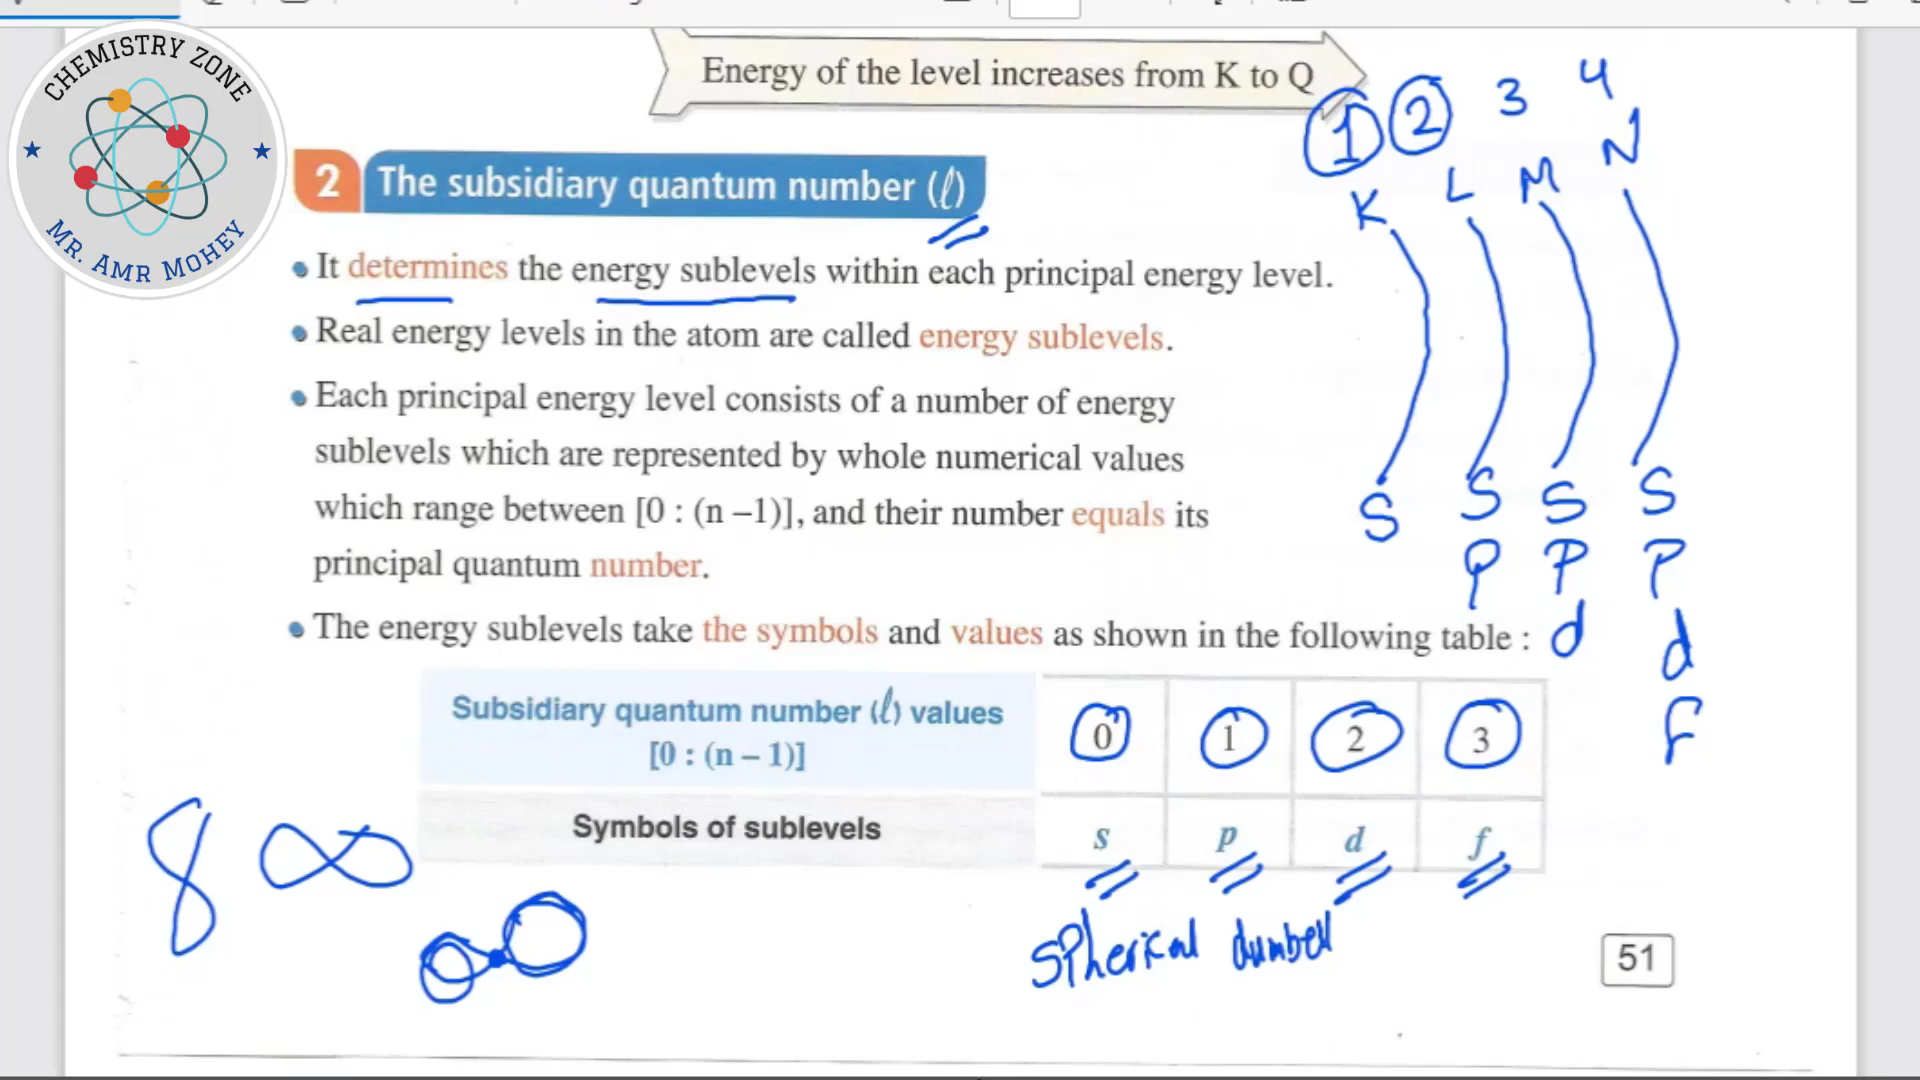 CHEMISTRY ZONE
MR. AMR MOHEY
Energy of the level increases from K to Q
1 2 3 4
K L M N
2 The subsidiary quantum number (ℓ)
• It determines the energy sublevels within each principal energy level.
• Real energy levels in the atom are called energy sublevels.
• Each principal energy level consists of a number of energy
sublevels which are represented by whole numerical values
which range between [0 : (n –1)], and their number equals its
principal quantum number.
S S S S
P P P
d d
F
• The energy sublevels take the symbols and values as shown in the following table :
Subsidiary quantum number (ℓ) values
[0 : (n – 1)]
0 1 2 3
Symbols of sublevels
s p d f
8 ∞
Spherical dumbell
51